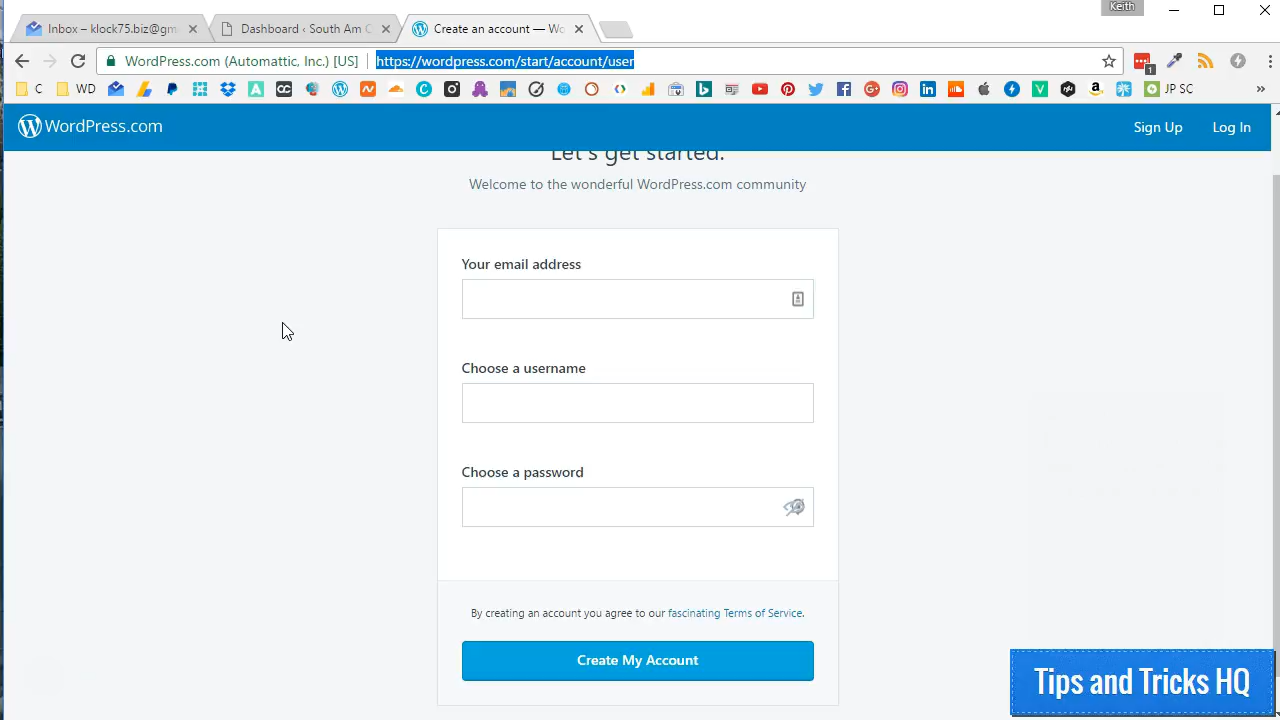 Keith
Inbox – klock75.biz@gm
Dashboard ‹ South Am C
Create an account — Wo
WordPress.com (Automattic, Inc.) [US]
https://wordpress.com/start/account/user
C
WD
JP SC
»
WordPress.com
Sign Up
Log In
Let's get started.
Welcome to the wonderful WordPress.com community
Your email address
Choose a username
Choose a password
By creating an account you agree to our fascinating Terms of Service.
Create My Account
Tips and Tricks HQ